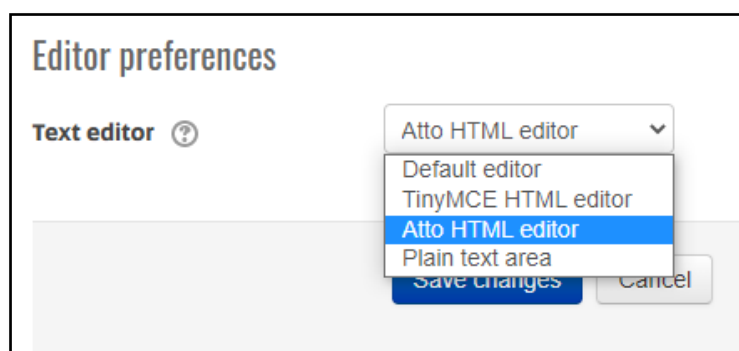 Editor preferences
Text editor ? Atto HTML editor
Default editor
TinyMCE HTML editor
Atto HTML editor
Plain text area
Save changes Cancel